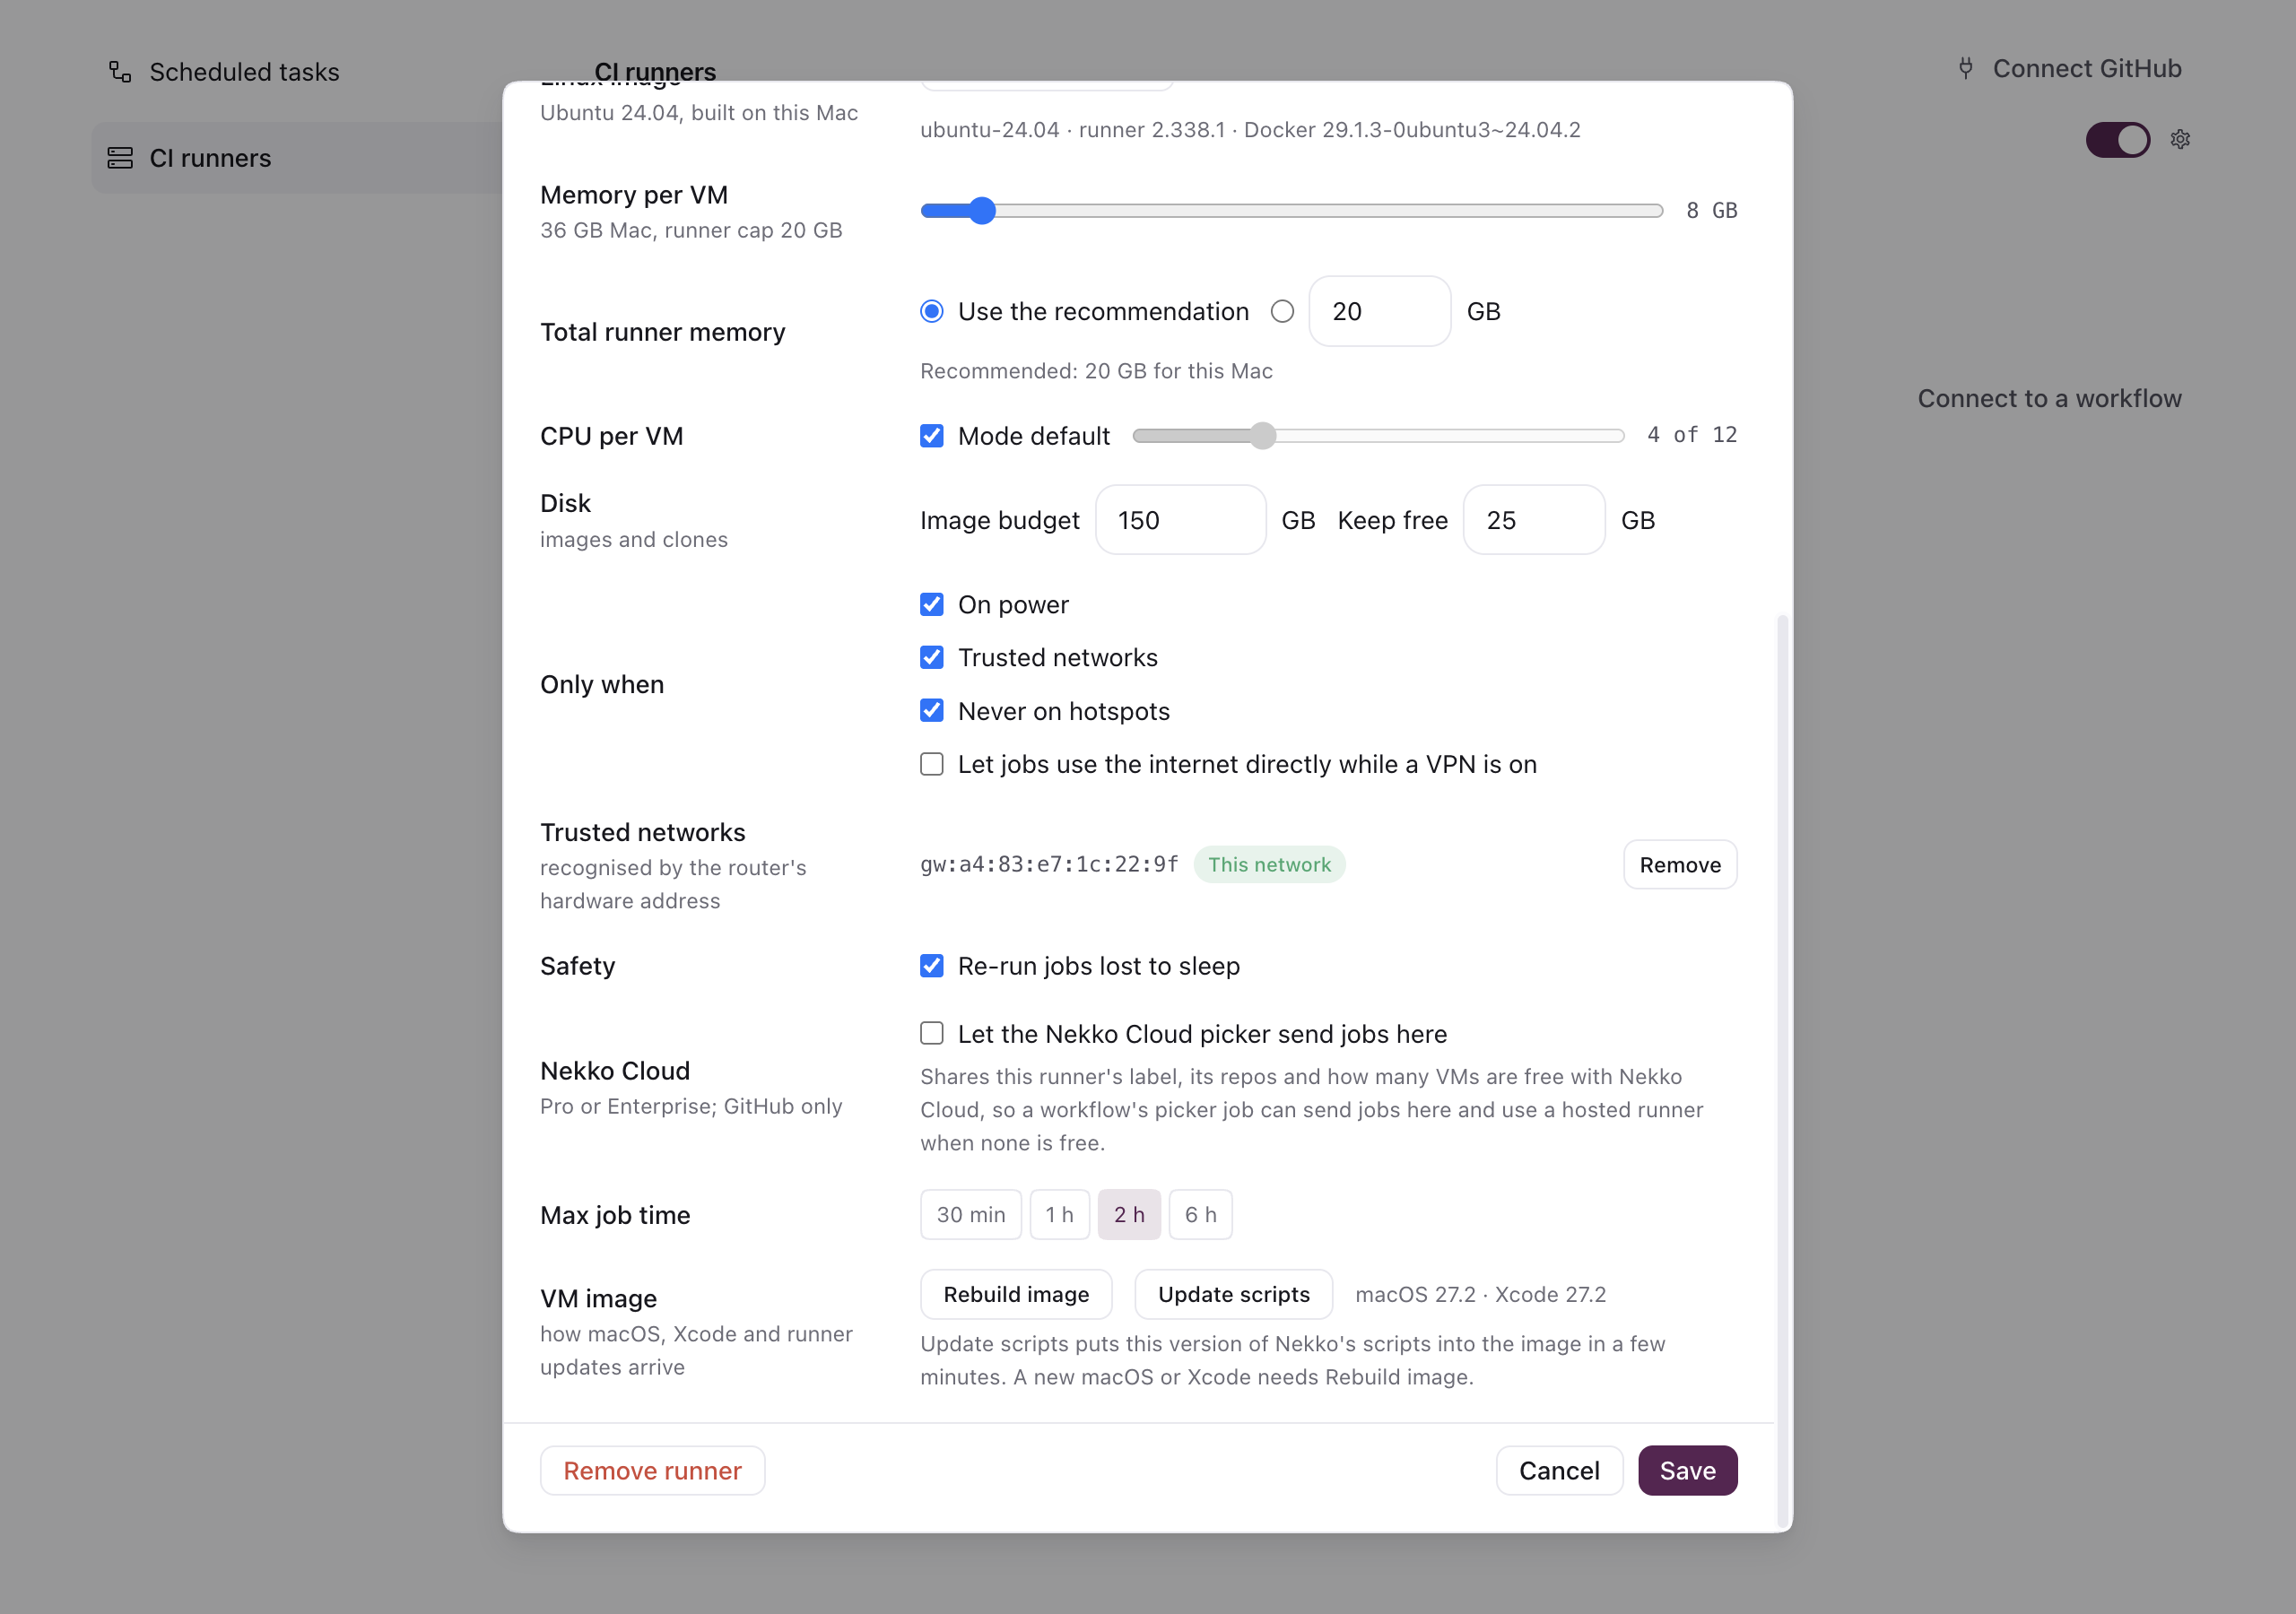 Scheduled tasks
CI runners
Connect GitHub
CI runners
Linux image
Ubuntu 24.04, built on this Mac
ubuntu-24.04 · runner 2.338.1 · Docker 29.1.3-0ubuntu3~24.04.2
Memory per VM
36 GB Mac, runner cap 20 GB
8 GB
Total runner memory
Use the recommendation
20
GB
Recommended: 20 GB for this Mac
Connect to a workflow
CPU per VM
Mode default
4 of 12
Disk
images and clones
Image budget
150
GB
Keep free
25
GB
Only when
On power
Trusted networks
Never on hotspots
Let jobs use the internet directly while a VPN is on
Trusted networks
recognised by the router's
hardware address
gw:a4:83:e7:1c:22:9f
This network
Remove
Safety
Re-run jobs lost to sleep
Nekko Cloud
Pro or Enterprise; GitHub only
Let the Nekko Cloud picker send jobs here
Shares this runner's label, its repos and how many VMs are free with Nekko
Cloud, so a workflow's picker job can send jobs here and use a hosted runner
when none is free.
Max job time
30 min
1 h
2 h
6 h
VM image
how macOS, Xcode and runner
updates arrive
Rebuild image
Update scripts
macOS 27.2 · Xcode 27.2
Update scripts puts this version of Nekko's scripts into the image in a few
minutes. A new macOS or Xcode needs Rebuild image.
Remove runner
Cancel
Save